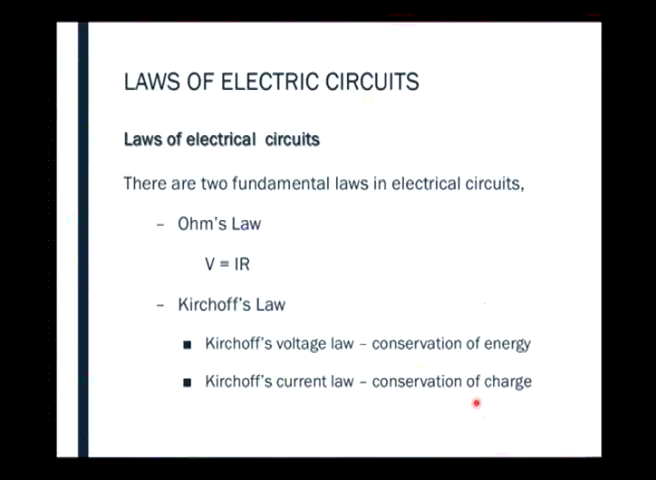 LAWS OF ELECTRIC CIRCUITS
Laws of electrical circuits
There are two fundamental laws in electrical circuits,
– Ohm's Law
V = IR
– Kirchoff's Law
■ Kirchoff's voltage law – conservation of energy
■ Kirchoff's current law – conservation of charge